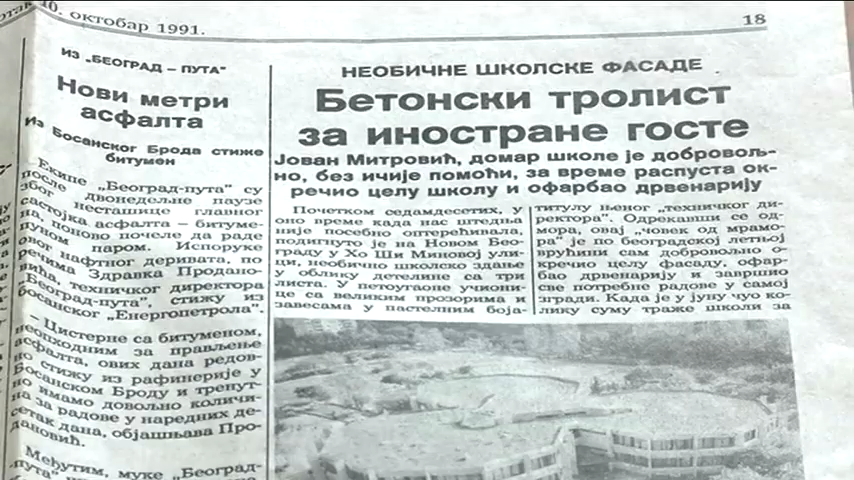 10. октобар 1991.
18
ИЗ „БЕОГРАД – ПУТА"
Нови метри
асфалта
Из Босанског Брода стиже
битумен
Екипе „Београд-пута" су
после двонедељне паузе
због несташице главног
састојка асфалта – битуме-
на, поново почеле да раде
пуном паром. Испоруке
овог нафтног деривата, по
речима Здравка Продано-
вића, техничког директора
„Београд-пута", стижу из
босанског „Енергопетрола".
– Цистерне са битуменом,
неопходним за прављење
асфалта, ових дана редов-
но стижу из рафинерије у
Босанском Броду и тренут-
но имамо довољно количи-
на за радове у наредних де-
сетак дана, објашњава Про-
дановић.
Међутим, муке „Београд-
-пута"
НЕОБИЧНЕ ШКОЛСКЕ ФАСАДЕ
Бетонски тролист
за иностране госте
Јован Митровић, домар школе је добровољ-
но, без ичије помоћи, за време распуста ок-
речио целу школу и офарбао дрвенарију
Почетком седамдесетих, у
оно време када нас штедња
није посебно оптерећивала,
подигнуто је на Новом Бео-
граду у Хо Ши Миновој ули-
ци, необично школско здање
у облику детелине са три
листа. У петоугаоне учиони-
це са великим прозорима и
завесама у пастелним боја-
титулу њеног „техничког ди-
ректора". Одрекавши се од-
мора, овај „човек од мрамо-
ра" је по београдској летњој
врућини сам добровољно о-
кречио целу фасаду, офар-
бао дрвенарију и завршио
све потребне радове у самој
згради. Када је у јуну чуо ко-
лику суму траже школи за